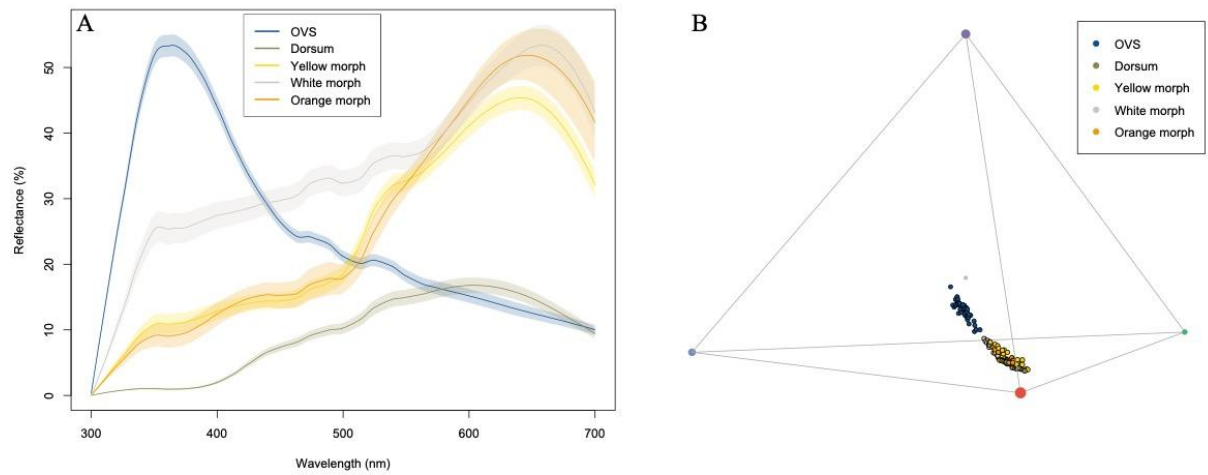 A
OVS
Dorsum
Yellow morph
White morph
Orange morph
Reflectance (%)
50
40
30
20
10
0
300
400
500
600
700
Wavelength (nm)
B
OVS
Dorsum
Yellow morph
White morph
Orange morph